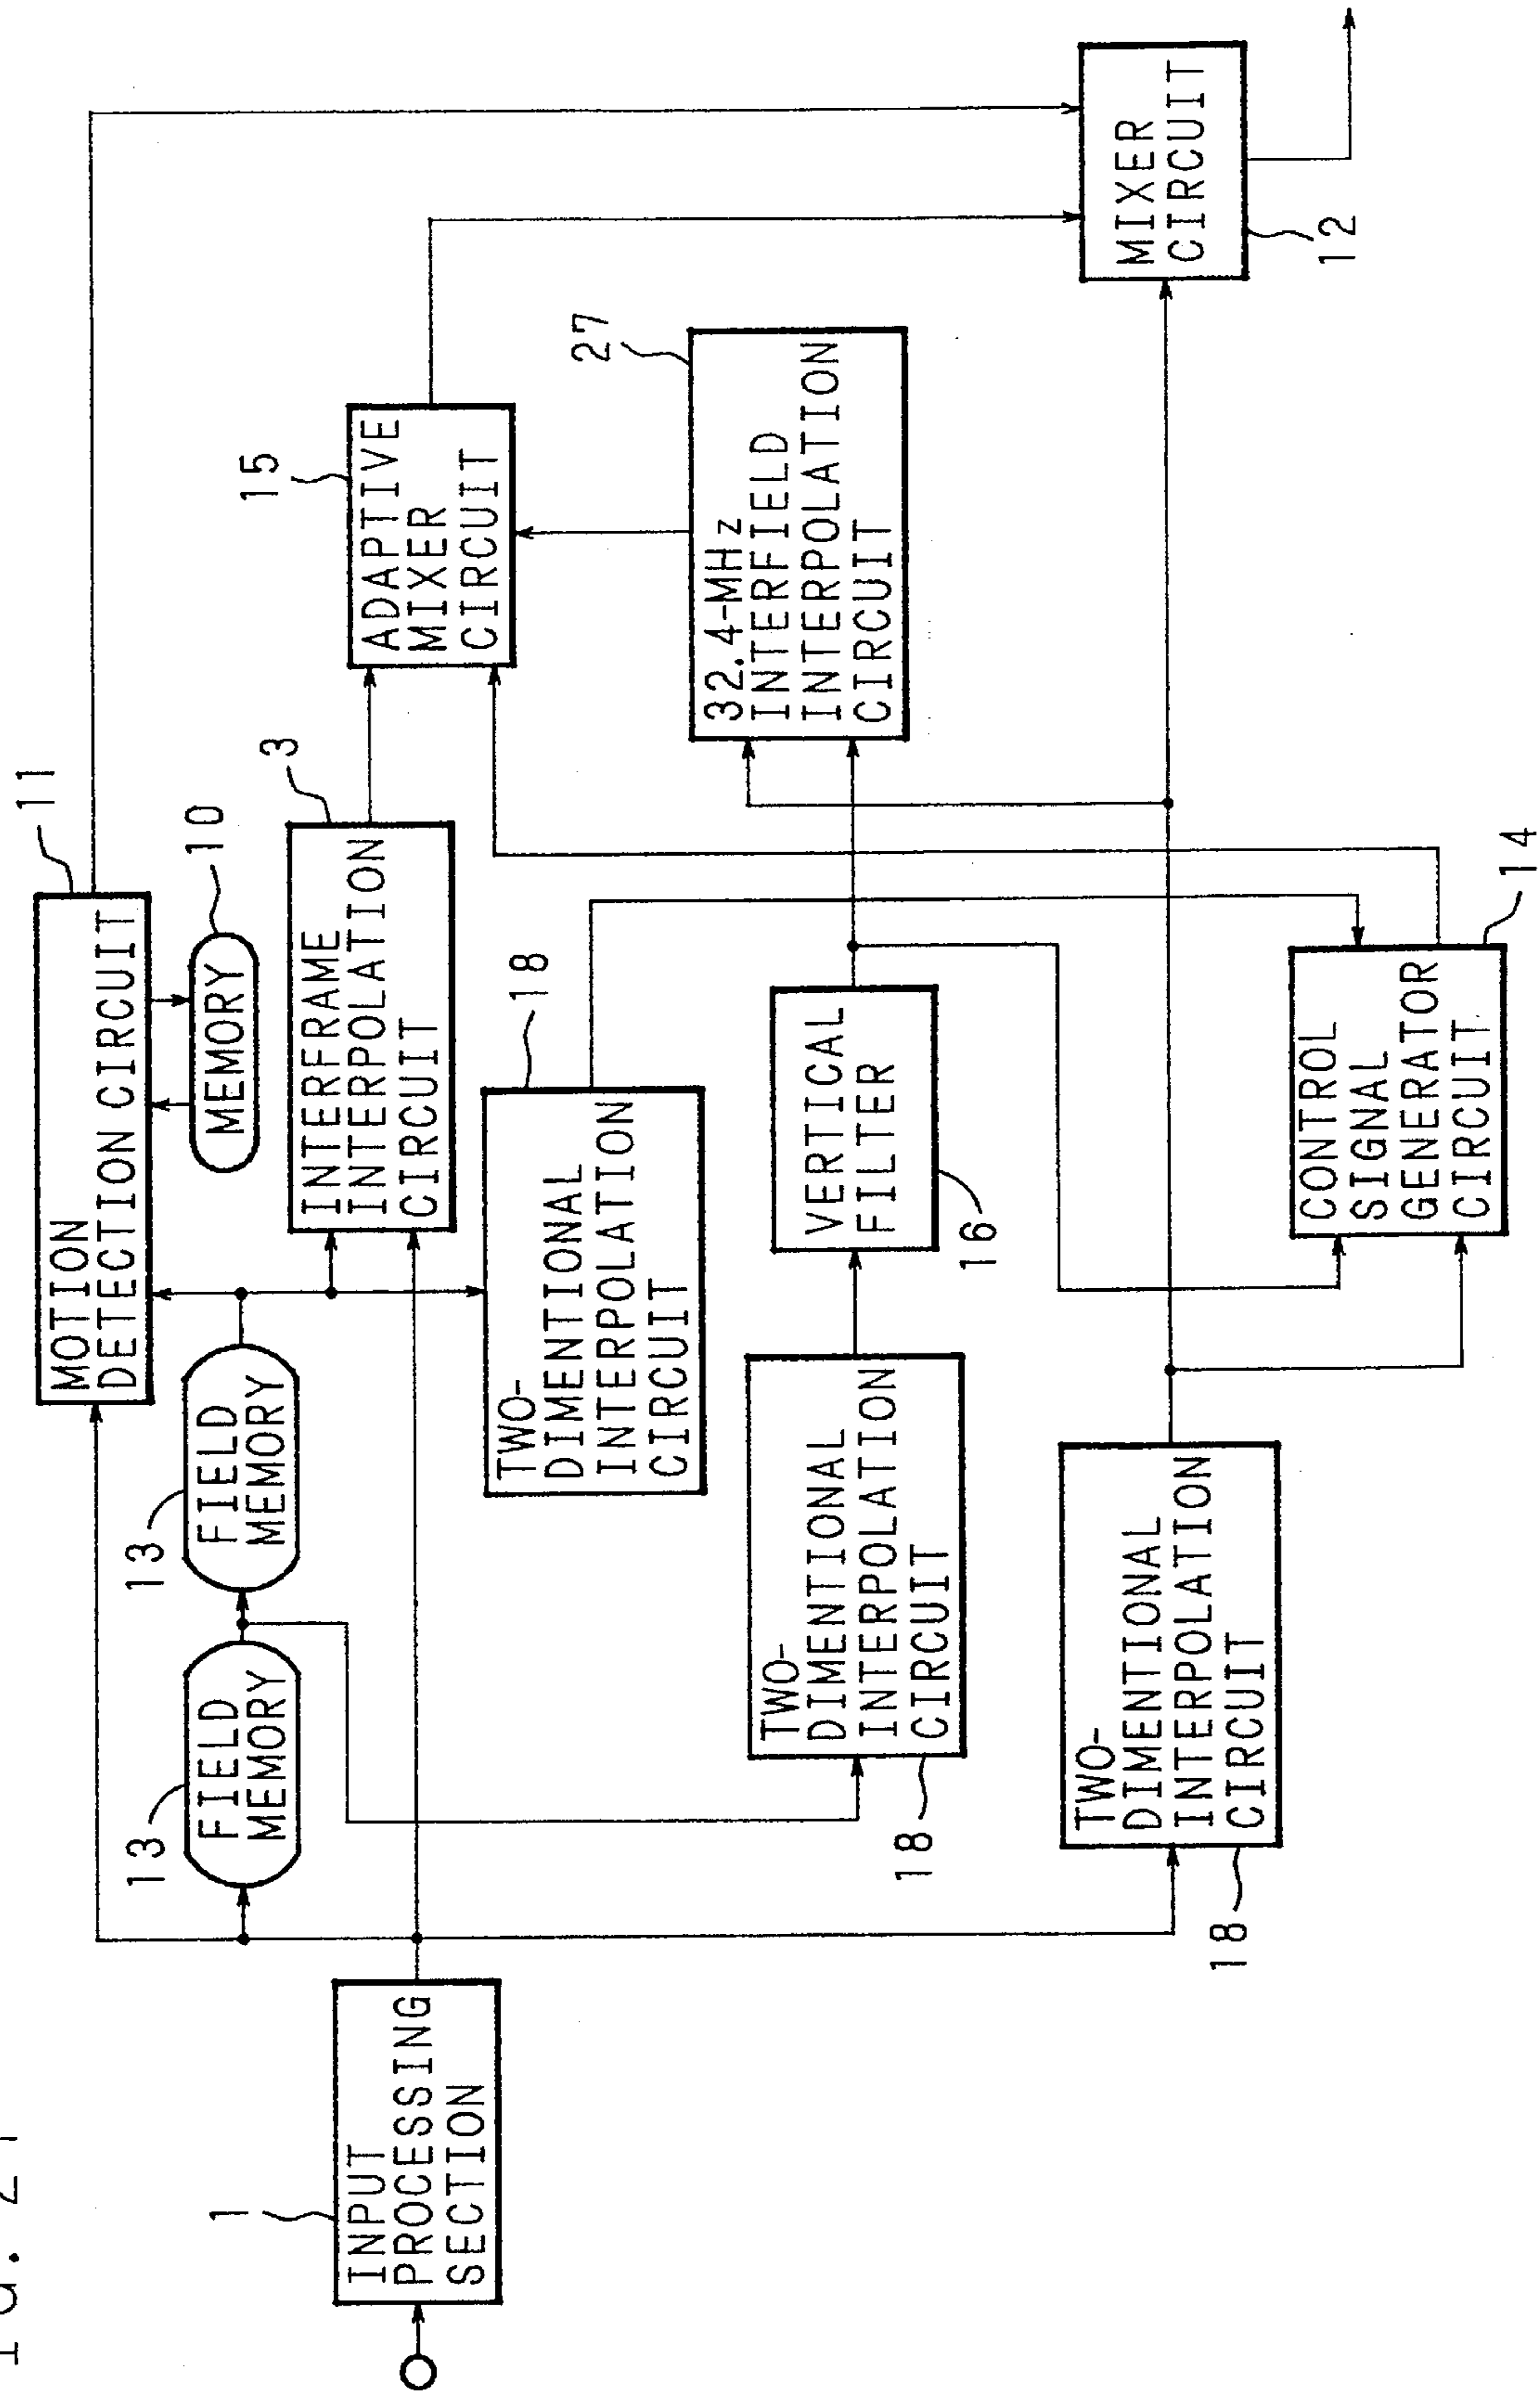 11
MOTION
DETECTION CIRCUIT
10
MEMORY
13
FIELD
MEMORY
13
FIELD
MEMORY
1
INPUT
PROCESSING
SECTION
3
INTERFRAME
INTERPOLATION
CIRCUIT
15
ADAPTIVE
MIXER
CIRCUIT
18
TWO-
DIMENTIONAL
INTERPOLATION
CIRCUIT
27
32.4-MHz
INTERFIELD
INTERPOLATION
CIRCUIT
TWO-
DIMENTIONAL
INTERPOLATION
CIRCUIT
18
VERTICAL
FILTER
16
MIXER
CIRCUIT
12
TWO-
DIMENTIONAL
INTERPOLATION
CIRCUIT
18
CONTROL
SIGNAL
GENERATOR
CIRCUIT
14